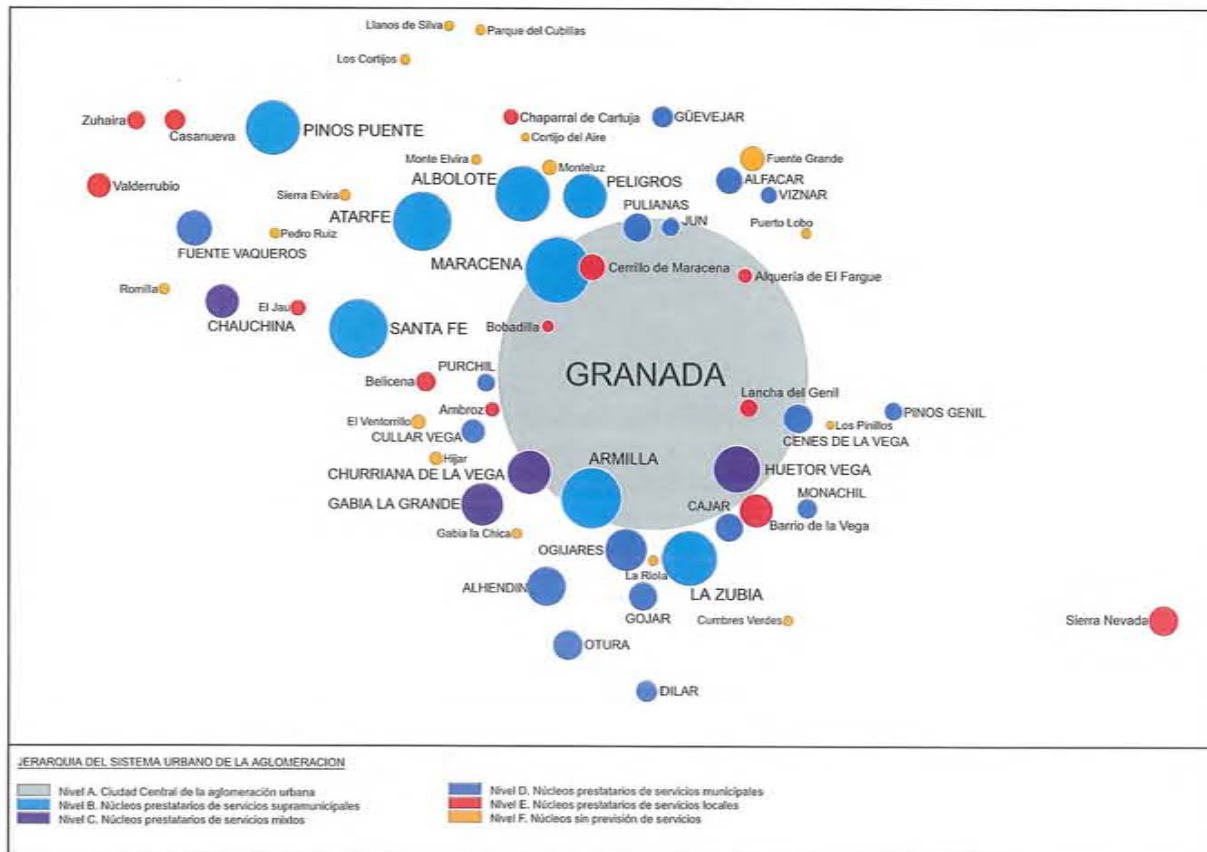 Llanos de Silva
Parque del Cubillas
Los Cortijos
Zuhaira
Casanueva
PINOS PUENTE
Chaparral de Cartuja
GÜEVEJAR
Cortijo del Aire
Monte Elvira
Monteluz
Fuente Grande
Valderrubio
ALBOLOTE
PELIGROS
ALFACAR
VIZNAR
Sierra Elvira
ATARFE
PULIANAS
JUN
Puerto Lobo
Pedro Ruiz
FUENTE VAQUEROS
MARACENA
Cerrillo de Maracena
Alquería de El Fargue
Romilla
El Jau
CHAUCHINA
SANTA FE
Bobadilla
PURCHIL
GRANADA
Belicena
Lancha del Genil
Ambroz
PINOS GENIL
El Ventorrillo
Los Pinillos
CULLAR VEGA
CENES DE LA VEGA
Hijar
ARMILLA
CHURRIANA DE LA VEGA
HUETOR VEGA
GABIA LA GRANDE
MONACHIL
CAJAR
Barrio de la Vega
Gabia la Chica
OGIJARES
La Riola
ALHENDIN
LA ZUBIA
GOJAR
Cumbres Verdes
Sierra Nevada
OTURA
DILAR
JERARQUIA DEL SISTEMA URBANO DE LA AGLOMERACION
Nivel A. Ciudad Central de la aglomeración urbana
Nivel B. Núcleos prestatarios de servicios supramunicipales
Nivel C. Núcleos prestatarios de servicios mixtos
Nivel D. Núcleos prestatarios de servicios municipales
Nivel E. Núcleos prestatarios de servicios locales
Nivel F. Núcleos sin previsión de servicios